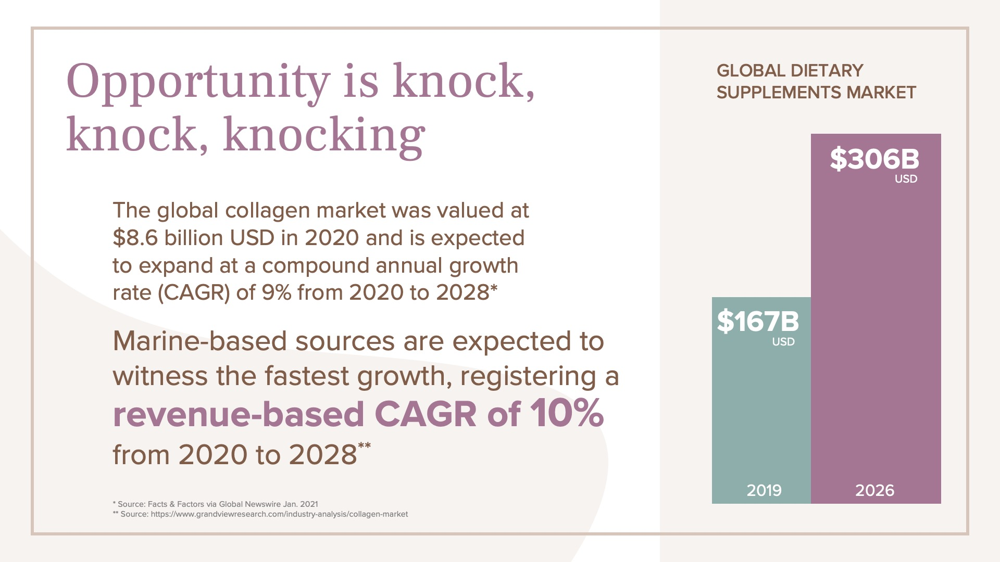 Opportunity is knock,
knock, knocking
The global collagen market was valued at
$8.6 billion USD in 2020 and is expected
to expand at a compound annual growth
rate (CAGR) of 9% from 2020 to 2028*
Marine-based sources are expected to
witness the fastest growth, registering a
revenue-based CAGR of 10%
from 2020 to 2028**
* Source: Facts & Factors via Global Newswire Jan. 2021
** Source: https://www.grandviewresearch.com/industry-analysis/collagen-market
GLOBAL DIETARY
SUPPLEMENTS MARKET
$306B
USD
$167B
USD
2019
2026